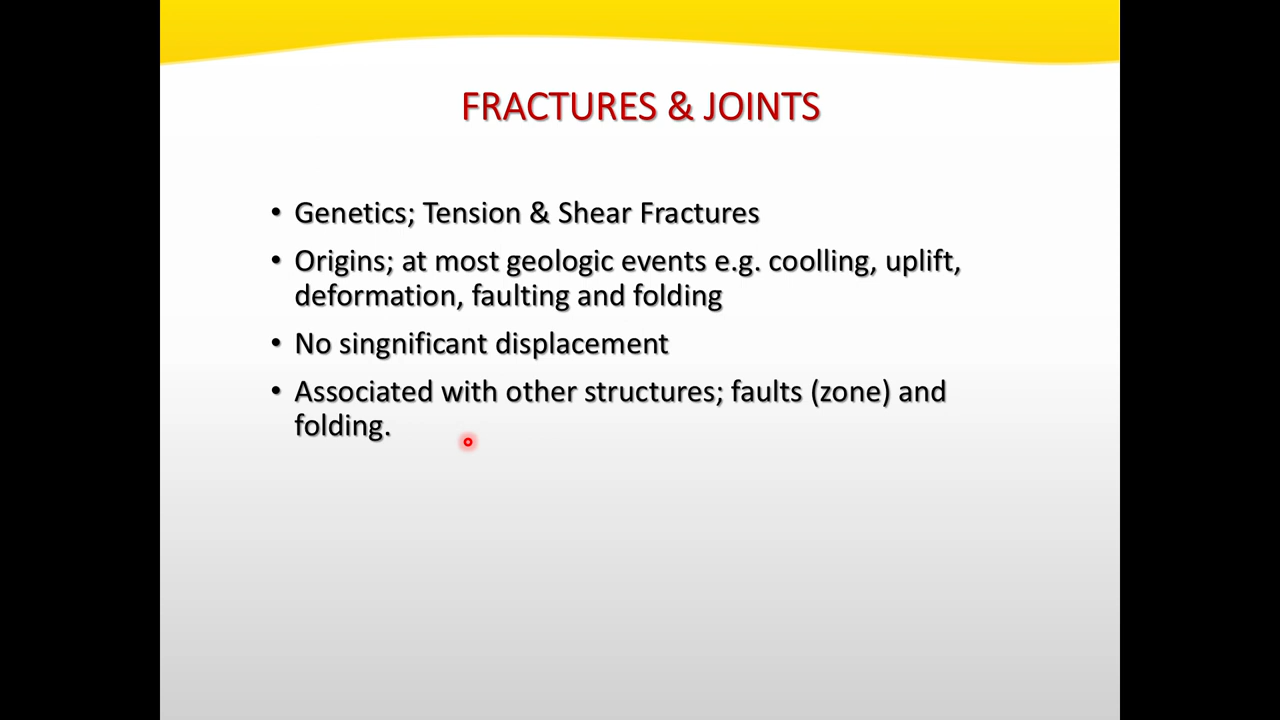 FRACTURES & JOINTS
• Genetics; Tension & Shear Fractures
• Origins; at most geologic events e.g. coolling, uplift,
deformation, faulting and folding
• No singnificant displacement
• Associated with other structures; faults (zone) and
folding.